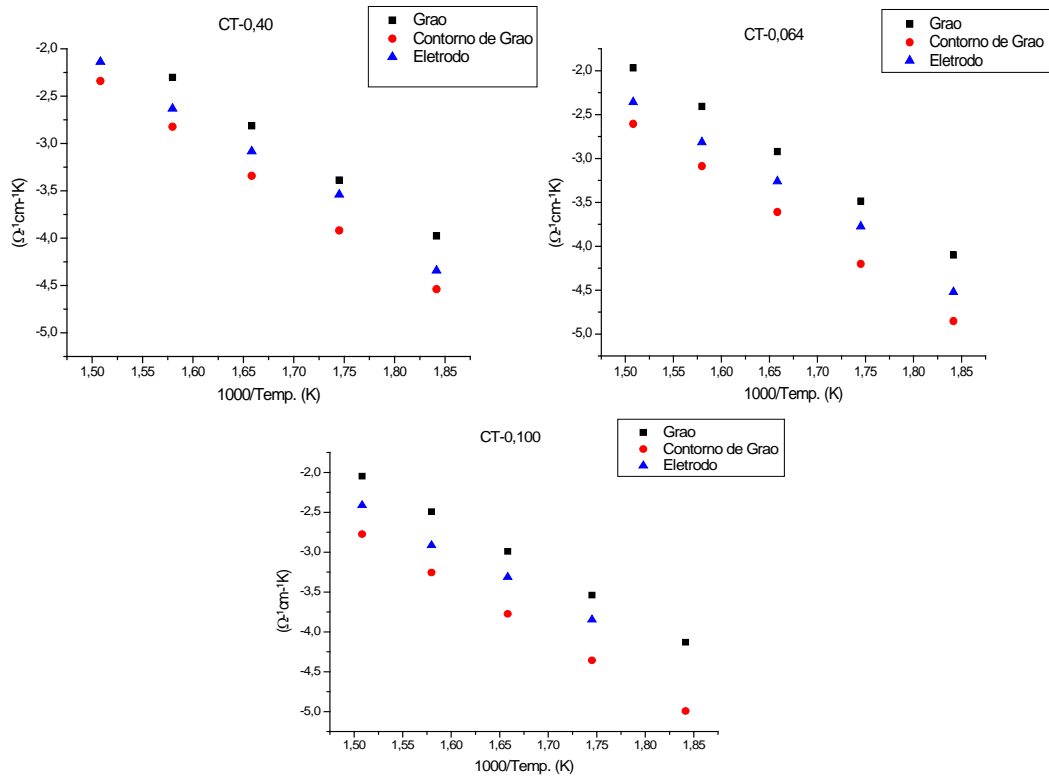 CT-0,40
Grao
Contorno de Grao
Eletrodo
-2,0
-2,5
-3,0
-3,5
-4,0
-4,5
-5,0
(Ω-¹cm-¹K)
1,50 1,55 1,60 1,65 1,70 1,75 1,80 1,85
1000/Temp. (K)
CT-0,064
Grao
Contorno de Grao
Eletrodo
-2,0
-2,5
-3,0
-3,5
-4,0
-4,5
-5,0
(Ω-¹cm-¹K)
1,50 1,55 1,60 1,65 1,70 1,75 1,80 1,85
1000/Temp. (K)
CT-0,100
Grao
Contorno de Grao
Eletrodo
-2,0
-2,5
-3,0
-3,5
-4,0
-4,5
-5,0
(Ω-¹cm-¹K)
1,50 1,55 1,60 1,65 1,70 1,75 1,80 1,85
1000/Temp. (K)